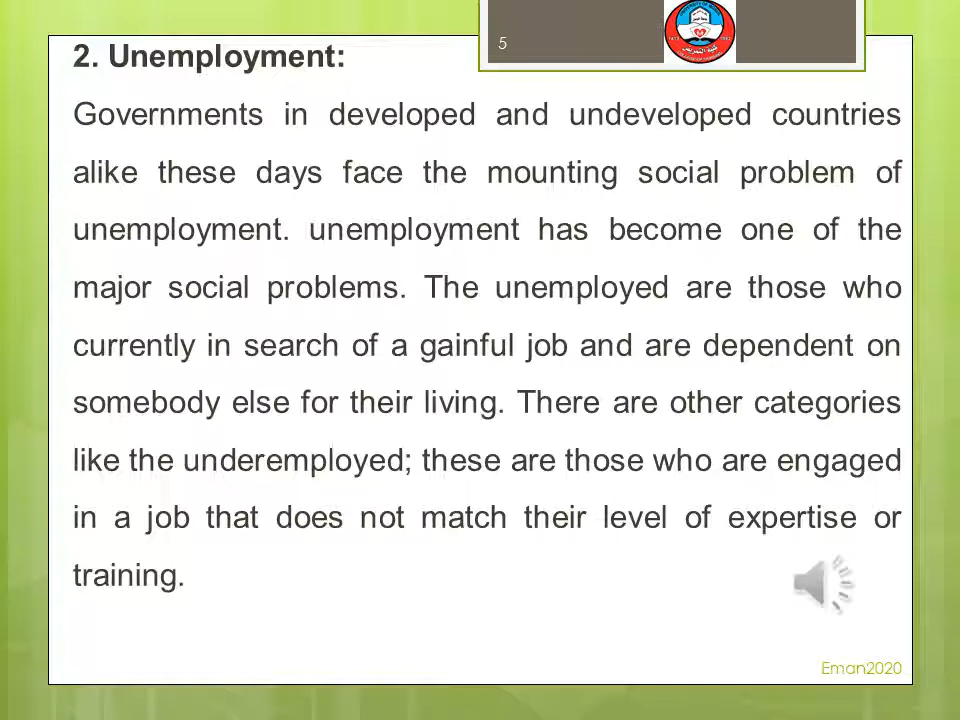 5
2. Unemployment:
Governments in developed and undeveloped countries
alike these days face the mounting social problem of
unemployment. unemployment has become one of the
major social problems. The unemployed are those who
currently in search of a gainful job and are dependent on
somebody else for their living. There are other categories
like the underemployed; these are those who are engaged
in a job that does not match their level of expertise or
training.
Eman2020